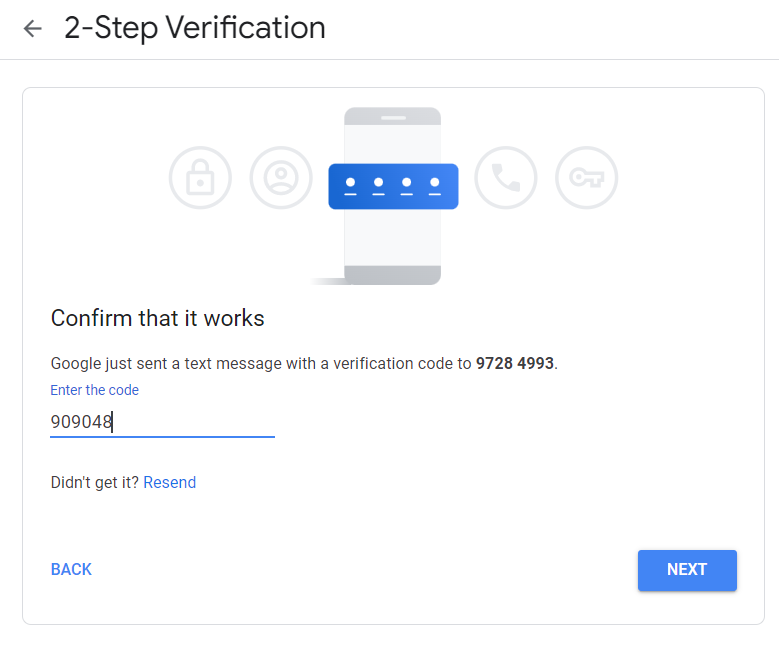 2-Step Verification
Confirm that it works
Google just sent a text message with a verification code to 9728 4993.
Enter the code
909048
Didn't get it? Resend
BACK
NEXT